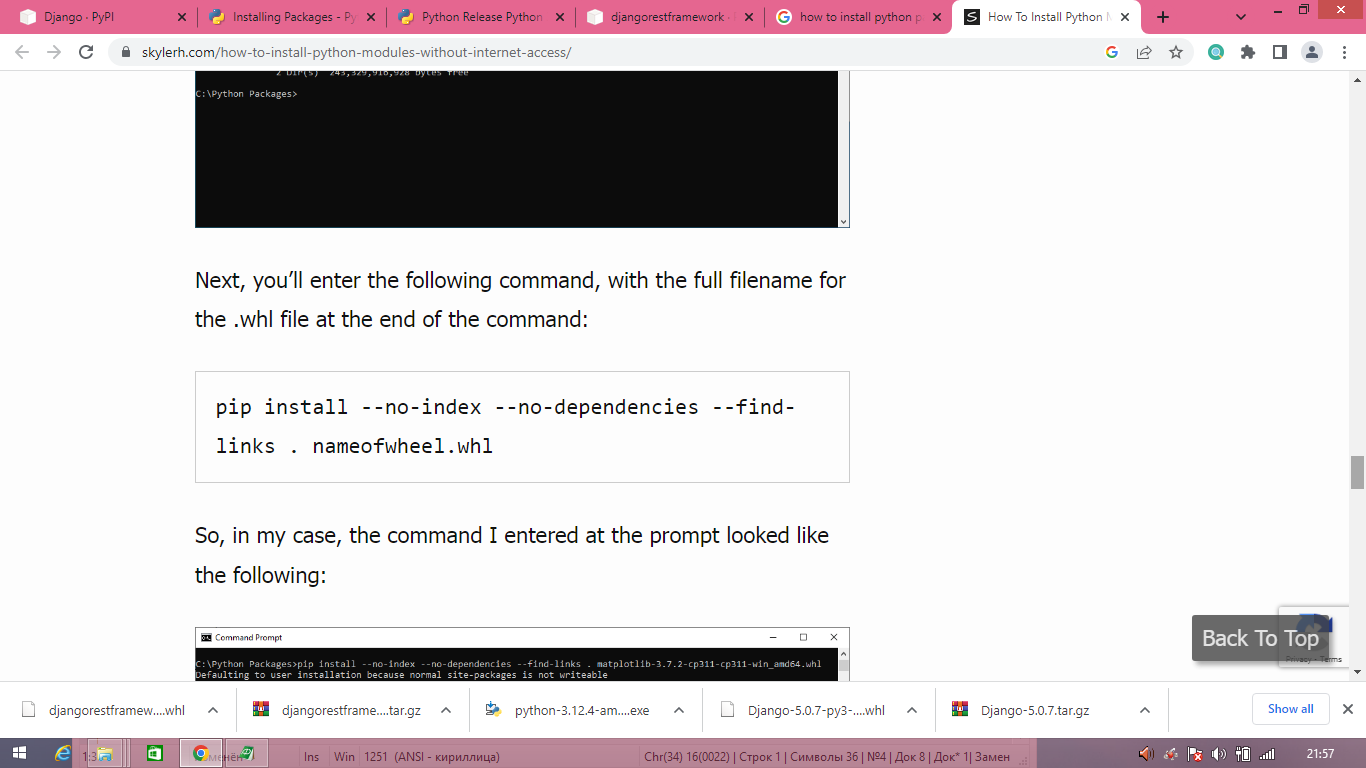 Django · PyPI
Installing Packages - Py
Python Release Python
djangorestframework ·
how to install python p
How To Install Python M
skylerh.com/how-to-install-python-modules-without-internet-access/
2 Dir(s) 243,329,916,928 bytes free
C:\Python Packages>
Next, you’ll enter the following command, with the full filename for
the .whl file at the end of the command:
pip install --no-index --no-dependencies --find-
links . nameofwheel.whl
So, in my case, the command I entered at the prompt looked like
the following:
Command Prompt
C:\Python Packages>pip install --no-index --no-dependencies --find-links . matplotlib-3.7.2-cp311-cp311-win_amd64.whl
Defaulting to user installation because normal site-packages is not writeable
Back To Top
Privacy - Terms
djangorestframew....whl
djangorestframe....tar.gz
python-3.12.4-am....exe
Django-5.0.7-py3-....whl
Django-5.0.7.tar.gz
Show all
Ins
Win
1251 (ANSI - кириллица)
Chr(34) 16(0022) | Строк 1 | Символы 36 | №4 | Док 8 | Док* 1| Замен
21:57